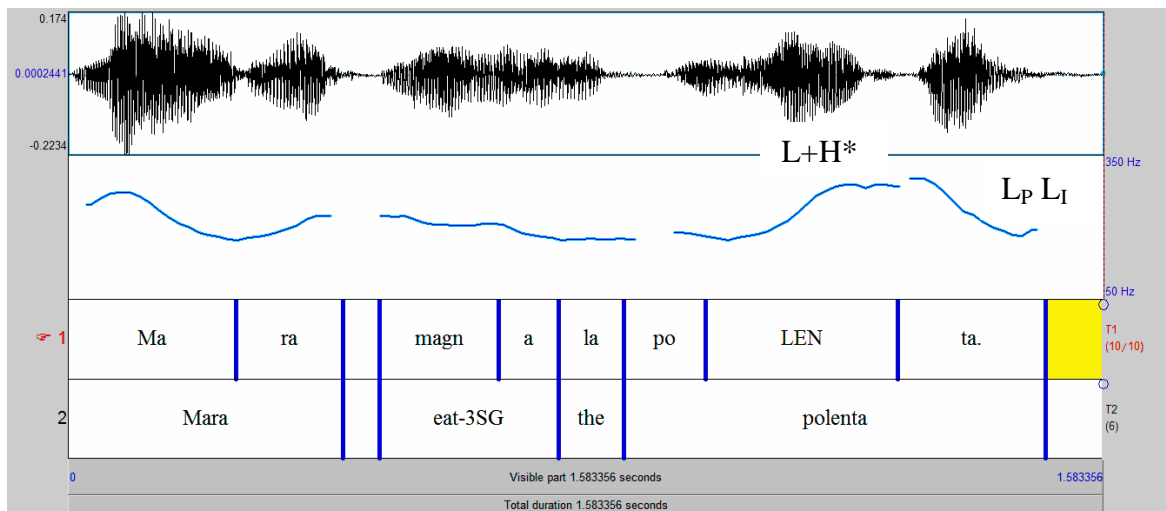 0.174
0.0002441
-0.2234
L+H*
350 Hz
L_P L_I
50 Hz
1 Ma ra magn a la po LEN ta. T1 (10/10)
2 Mara eat-3SG the polenta T2 (6)
0 Visible part 1.583356 seconds 1.583356
Total duration 1.583356 seconds